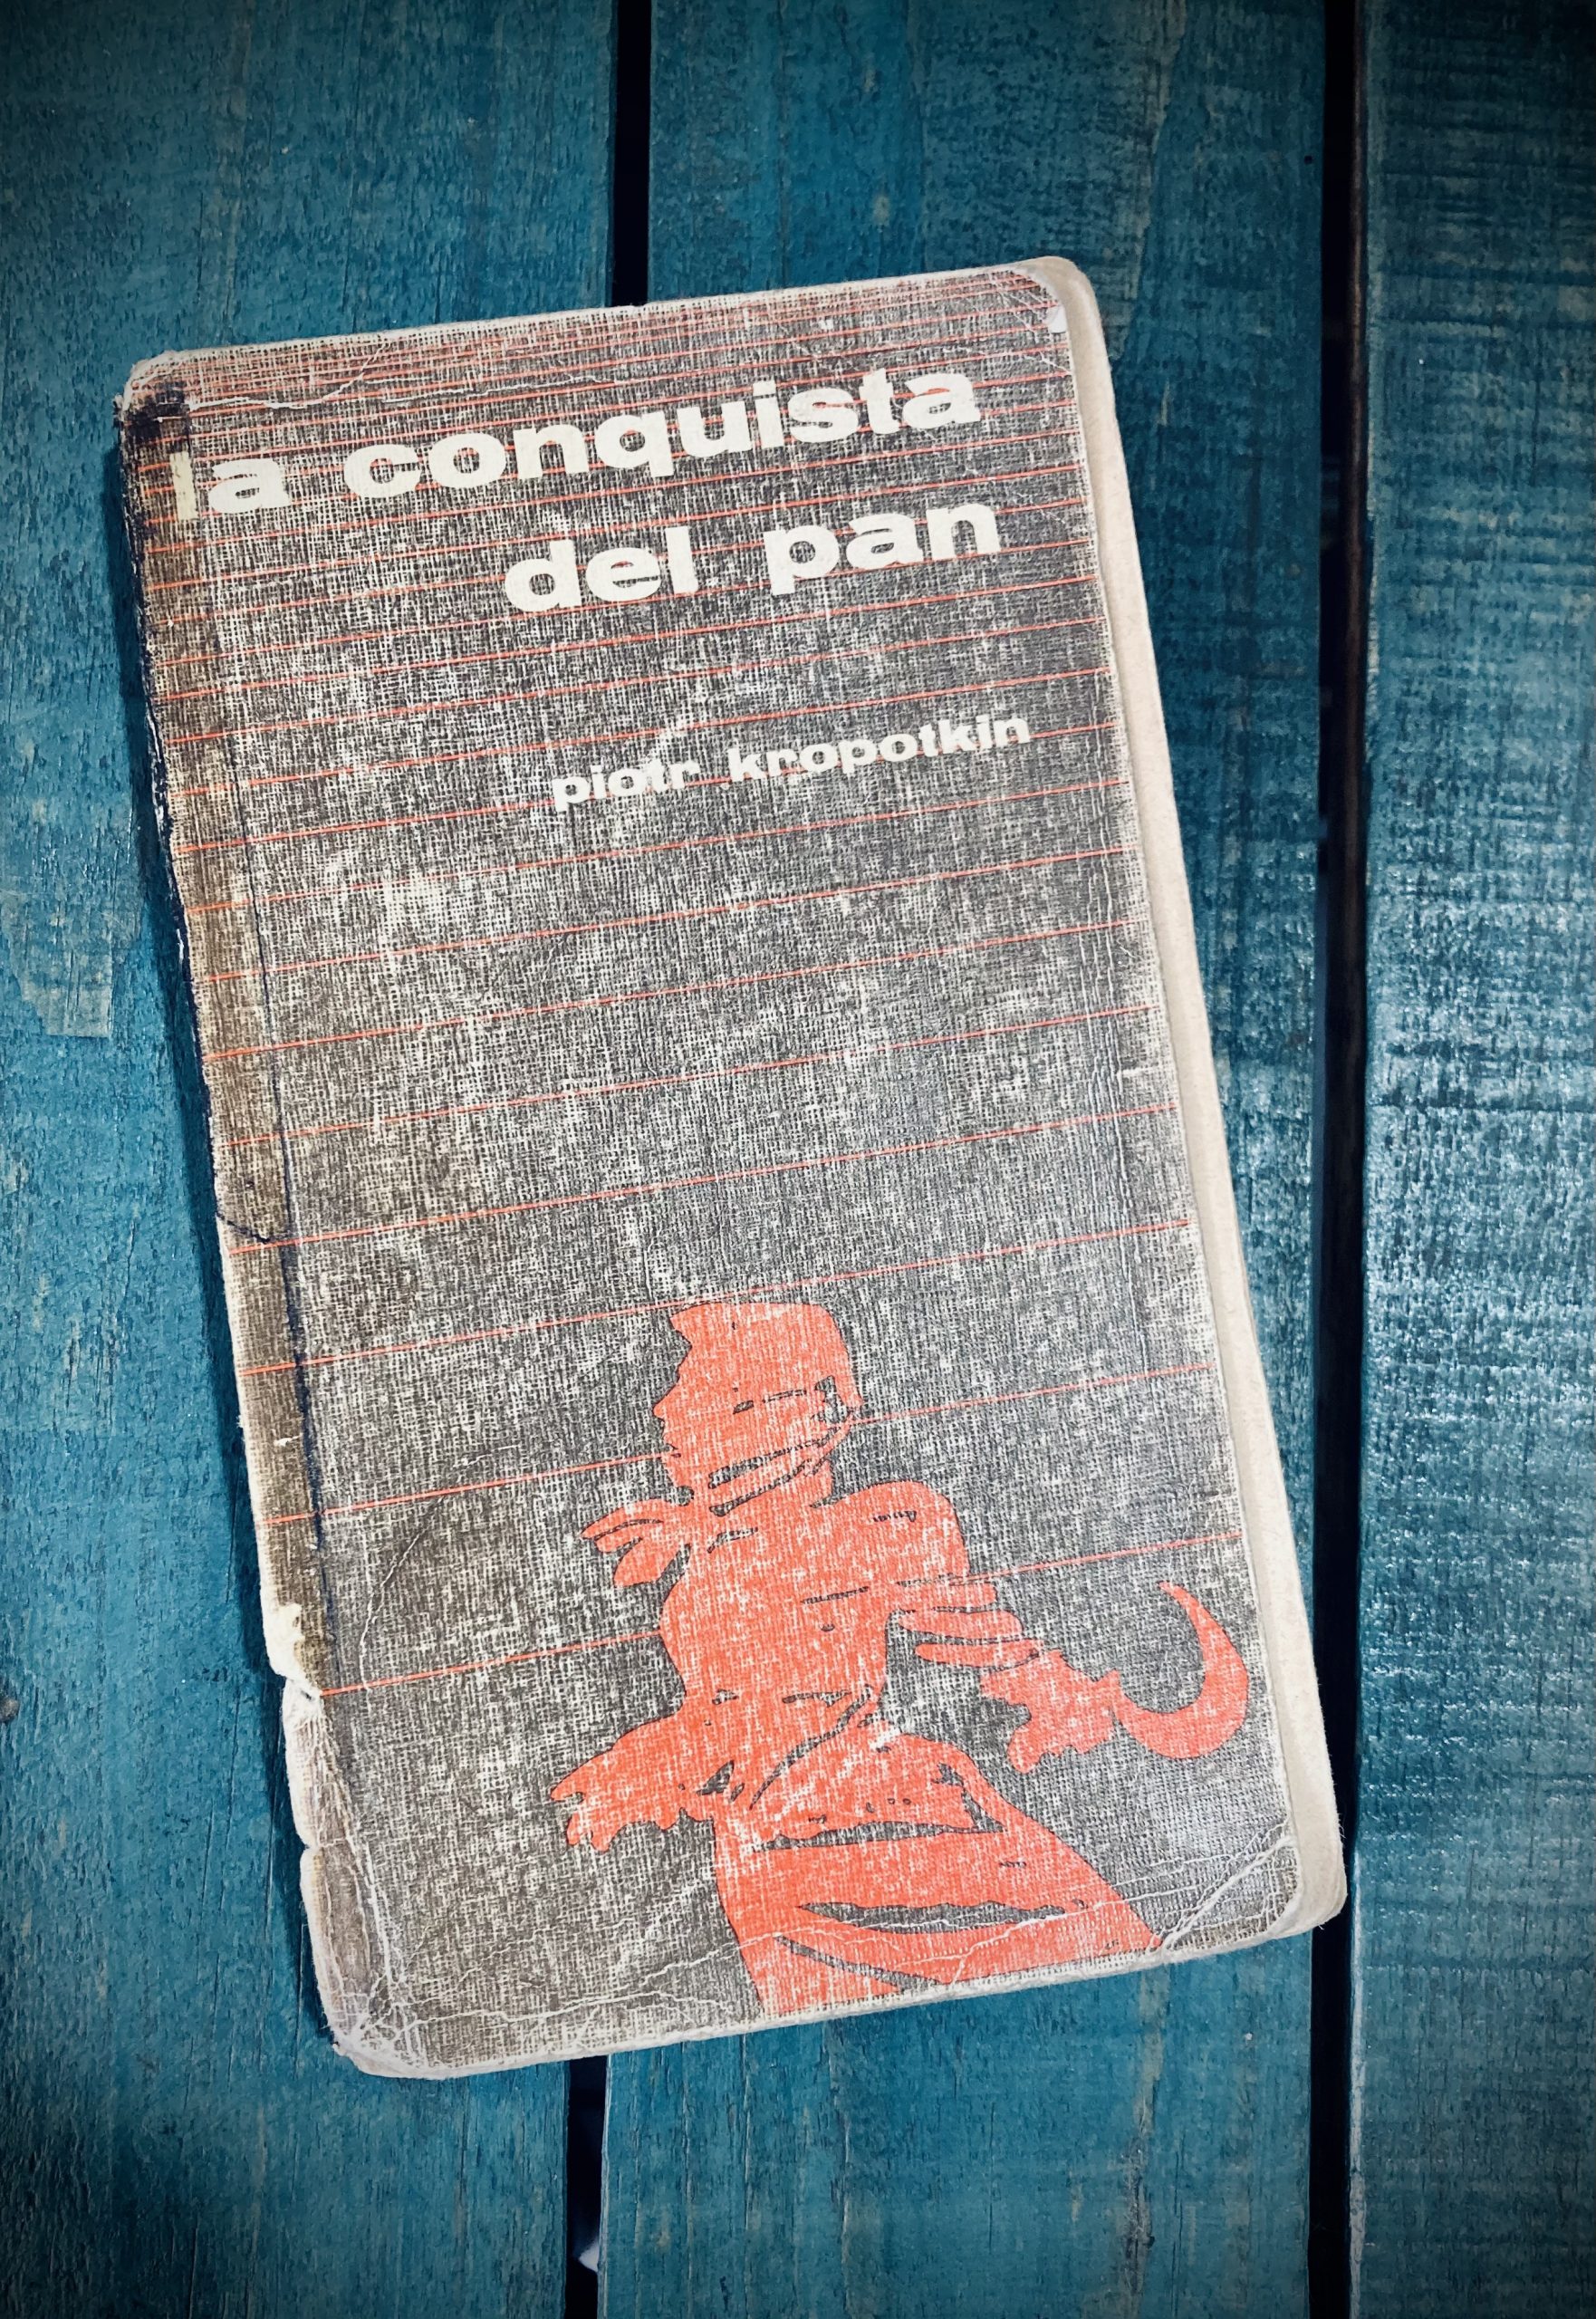 la conquista
del pan
piotr kropotkin